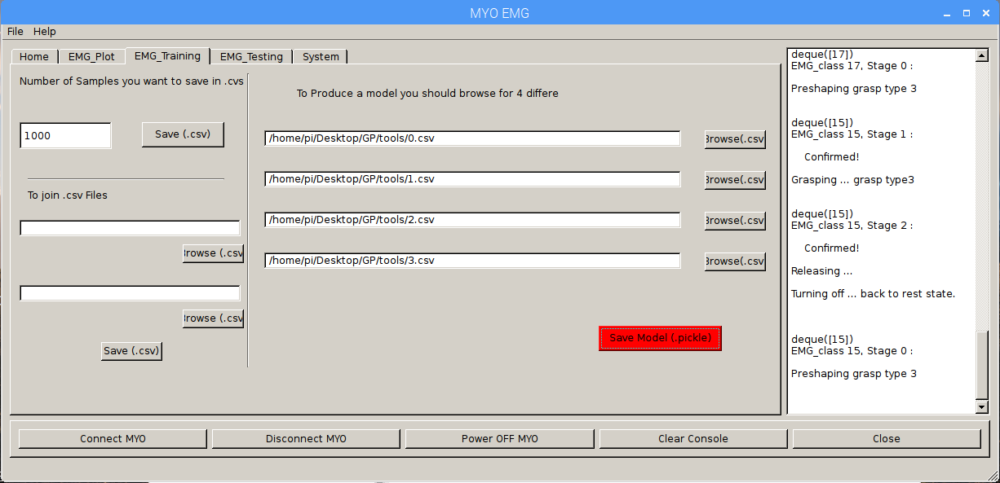 MYO EMG
File Help
Home EMG_Plot EMG_Training EMG_Testing System
Number of Samples you want to save in .cvs
1000
Save (.csv)
To join .csv Files
Browse (.csv
Browse (.csv
Save (.csv)
To Produce a model you should browse for 4 differe
/home/pi/Desktop/GP/tools/0.csv
Browse(.csv
/home/pi/Desktop/GP/tools/1.csv
Browse(.csv
/home/pi/Desktop/GP/tools/2.csv
Browse(.csv
/home/pi/Desktop/GP/tools/3.csv
Browse(.csv
Save Model (.pickle)
deque([17])
EMG_class 17, Stage 0 :
Preshaping grasp type 3
deque([15])
EMG_class 15, Stage 1 :
Confirmed!
Grasping ... grasp type3
deque([15])
EMG_class 15, Stage 2 :
Confirmed!
Releasing ...
Turning off ... back to rest state.
deque([15])
EMG_class 15, Stage 0 :
Preshaping grasp type 3
Connect MYO Disconnect MYO Power OFF MYO Clear Console Close